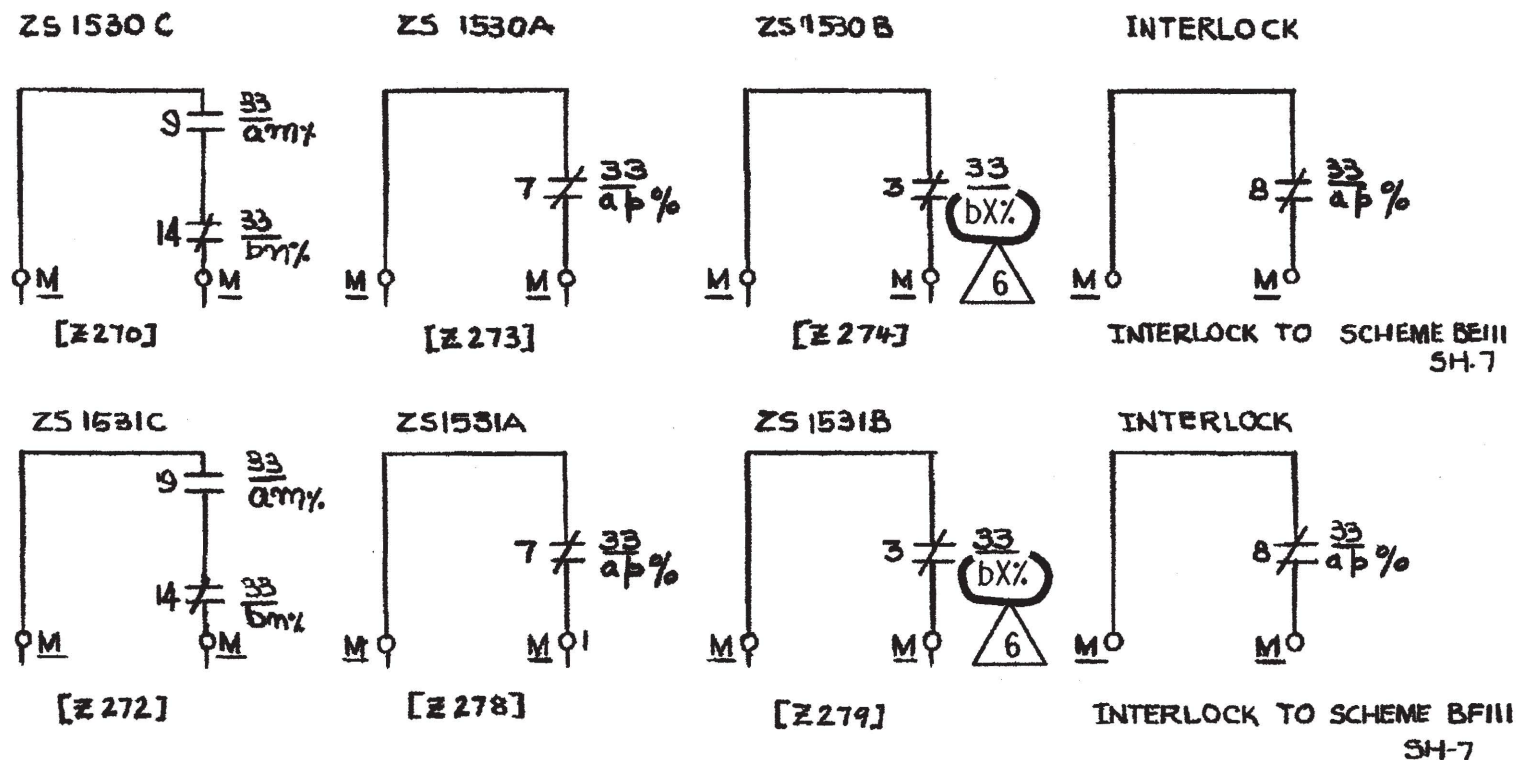 ZS 1530 C
ZS 1530A
ZS 1530 B
INTERLOCK
9 33/am%
14 33/bn%
M M
[Z 270]
7 33/ap%
M M
[Z 273]
3 33/bX%
6
M M
[Z 274]
8 33/ap%
M M
INTERLOCK TO SCHEME BE111
SH-7
ZS 1531C
ZS1531A
ZS 1531B
INTERLOCK
9 33/am%
14 33/bn%
M M
[Z 272]
7 33/ap%
M M
[Z 278]
3 33/bX%
6
M M
[Z 279]
8 33/ap%
M M
INTERLOCK TO SCHEME BF111
SH-7